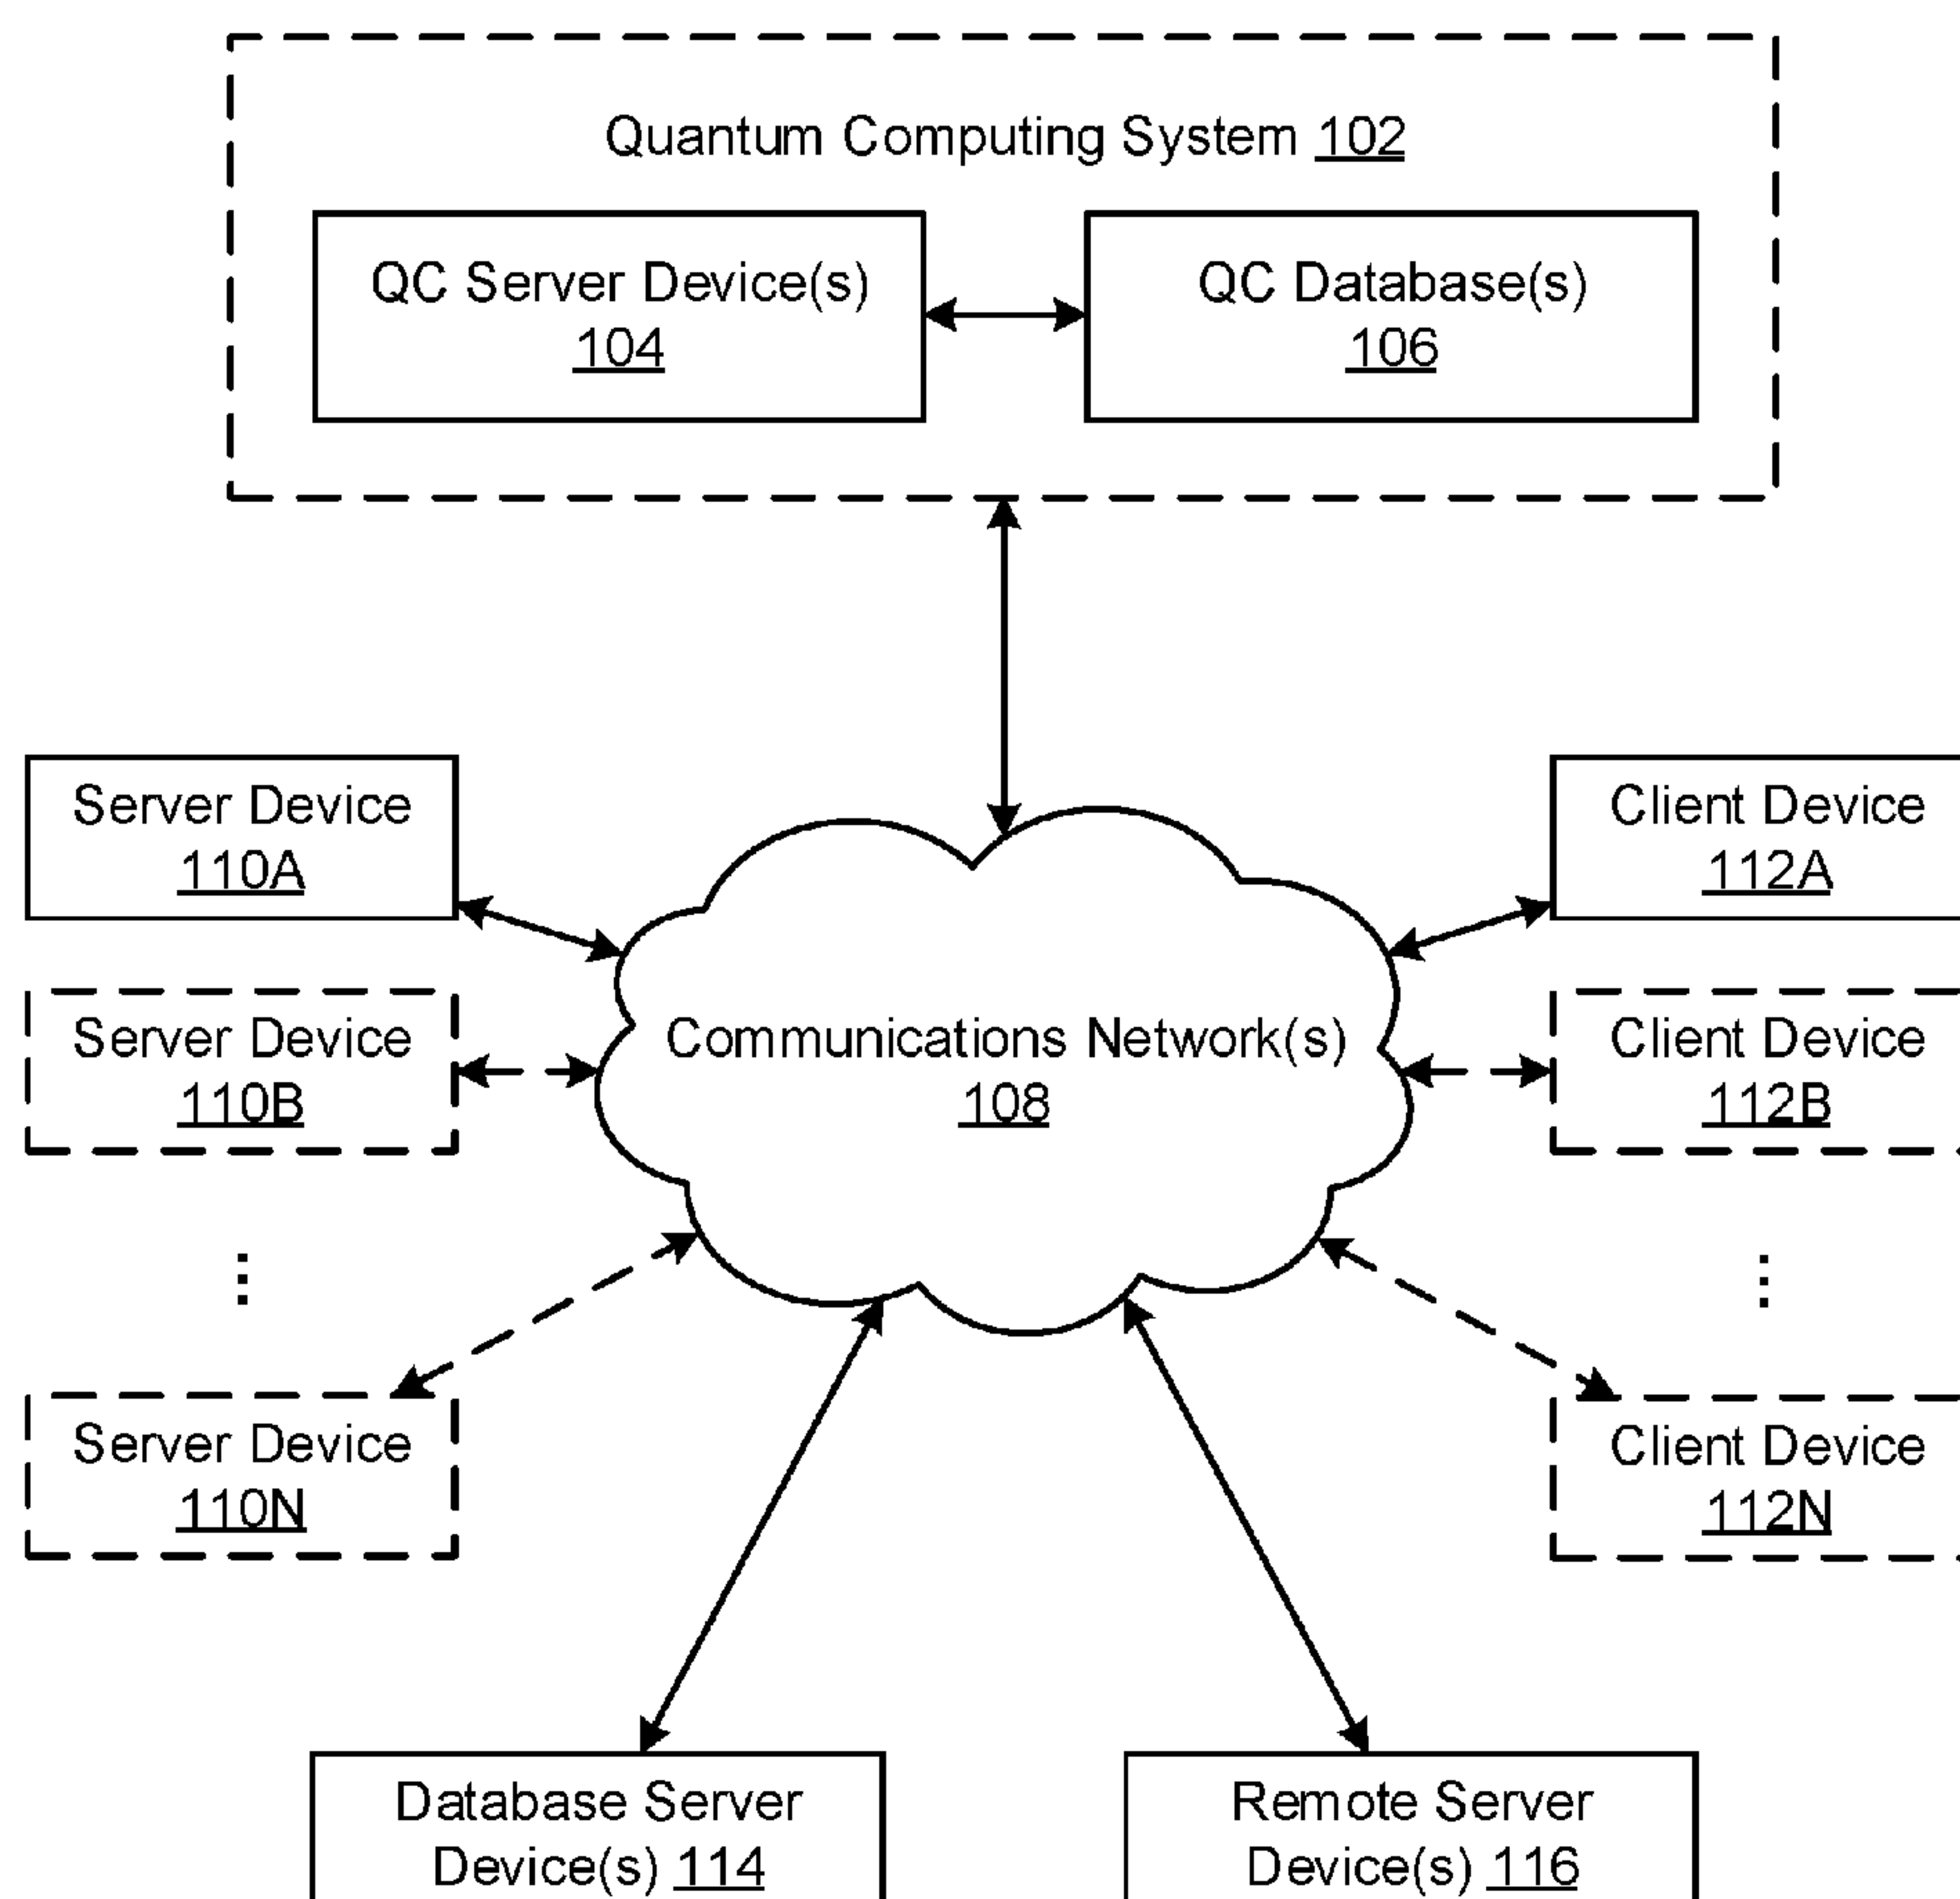 Quantum Computing System 102
QC Server Device(s)
104
QC Database(s)
106
Server Device
110A
Client Device
112A
Server Device
110B
Communications Network(s)
108
Client Device
112B
Server Device
110N
Client Device
112N
Database Server
Device(s) 114
Remote Server
Device(s) 116